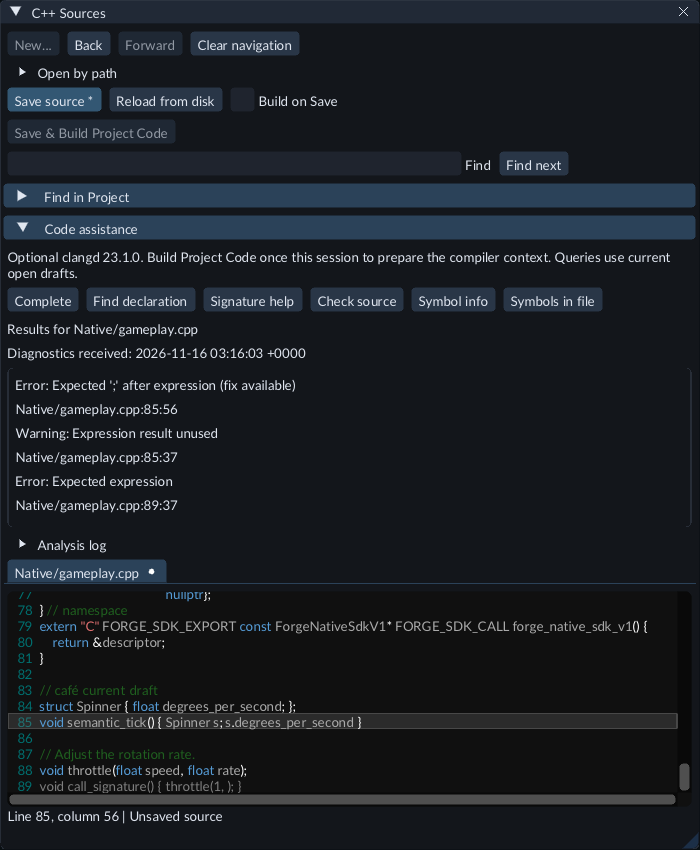 C++ Sources
New... Back Forward Clear navigation
Open by path
Save source * Reload from disk Build on Save
Save & Build Project Code
Find Find next
Find in Project
Code assistance
Optional clangd 23.1.0. Build Project Code once this session to prepare the compiler context. Queries use current
open drafts.
Complete Find declaration Signature help Check source Symbol info Symbols in file
Results for Native/gameplay.cpp
Diagnostics received: 2026-11-16 03:16:03 +0000
Error: Expected ';' after expression (fix available)
Native/gameplay.cpp:85:56
Warning: Expression result unused
Native/gameplay.cpp:85:37
Error: Expected expression
Native/gameplay.cpp:89:37
Analysis log
Native/gameplay.cpp
77 nullptr};
78 } // namespace
79 extern "C" FORGE_SDK_EXPORT const ForgeNativeSdkV1* FORGE_SDK_CALL forge_native_sdk_v1() {
80 return &descriptor;
81 }
82
83 // café current draft
84 struct Spinner { float degrees_per_second; };
85 void semantic_tick() { Spinner s; s.degrees_per_second }
86
87 // Adjust the rotation rate.
88 void throttle(float speed, float rate);
89 void call_signature() { throttle(1, ); }
Line 85, column 56 | Unsaved source